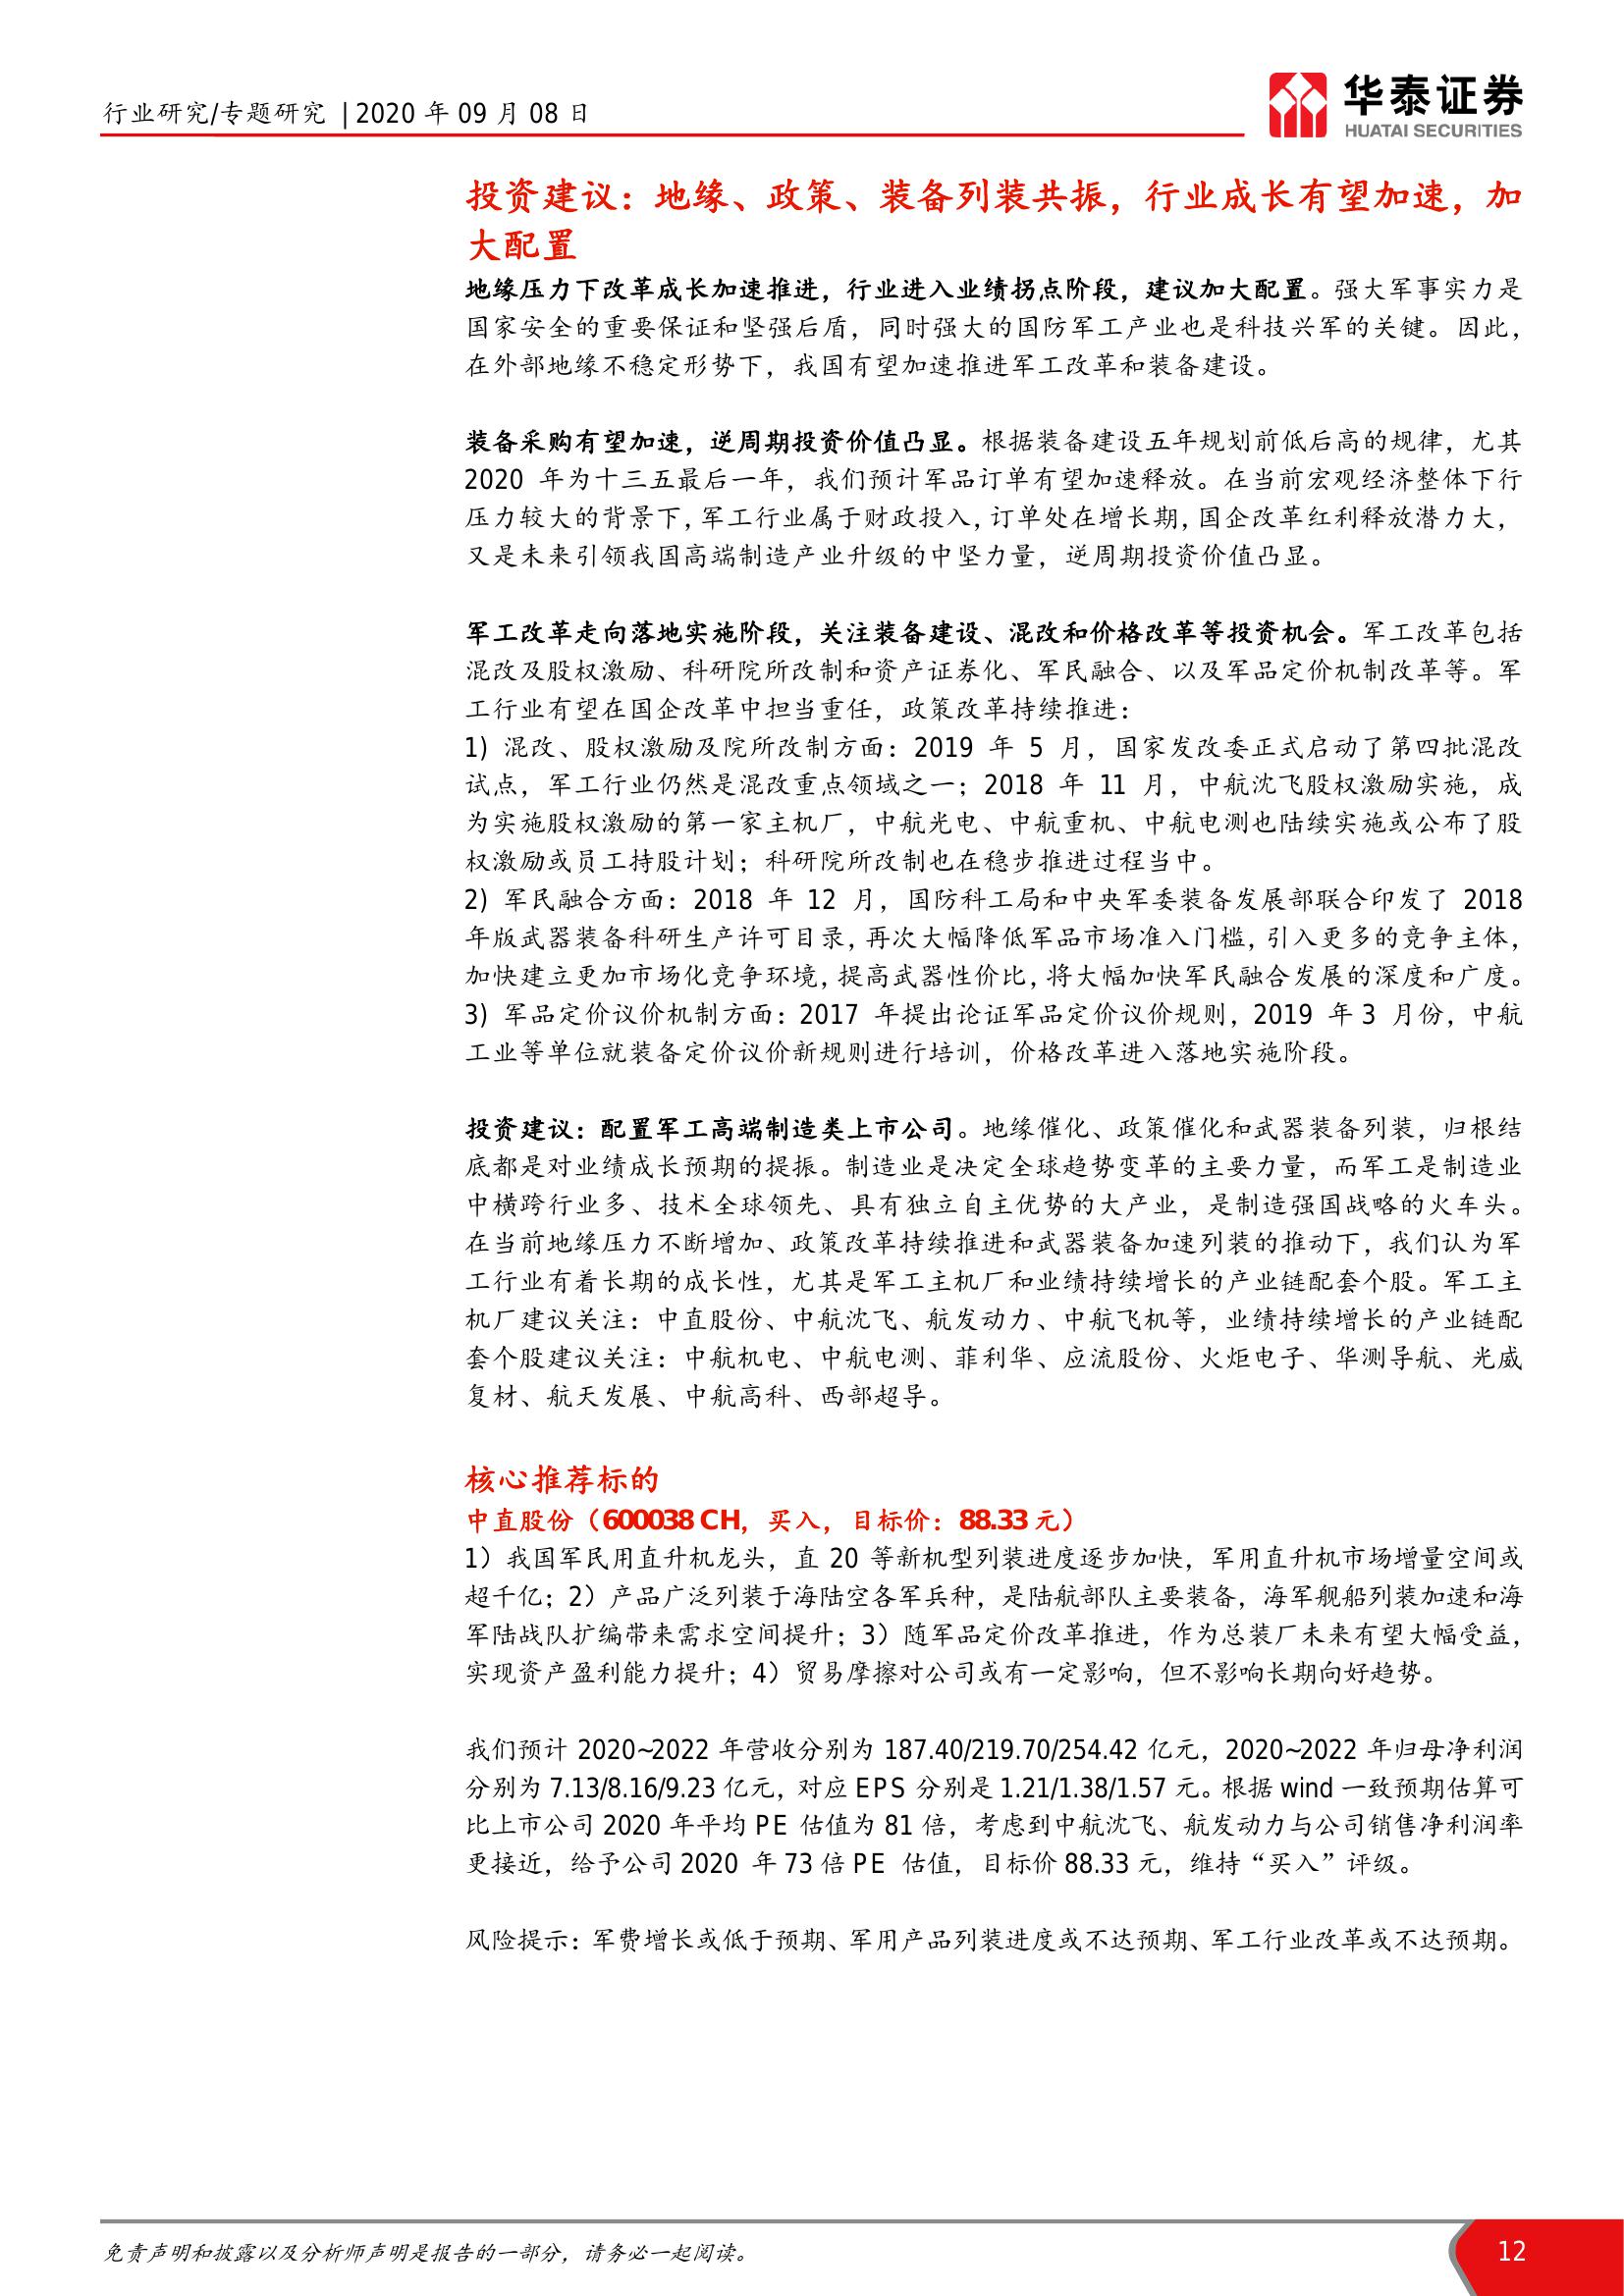 行业研究/专题研究 | 2020 年 09 月 08 日
华泰证券
HUATAI SECURITIES
投资建议：地缘、政策、装备列装共振，行业成长有望加速，加
大配置
地缘压力下改革成长加速推进，行业进入业绩拐点阶段，建议加大配置。强大军事实力是
国家安全的重要保证和坚强后盾，同时强大的国防军工产业也是科技兴军的关键。因此，
在外部地缘不稳定形势下，我国有望加速推进军工改革和装备建设。
装备采购有望加速，逆周期投资价值凸显。根据装备建设五年规划前低后高的规律，尤其
2020 年为十三五最后一年，我们预计军品订单有望加速释放。在当前宏观经济整体下行
压力较大的背景下，军工行业属于财政投入，订单处在增长期，国企改革红利释放潜力大，
又是未来引领我国高端制造产业升级的中坚力量，逆周期投资价值凸显。
军工改革走向落地实施阶段，关注装备建设、混改和价格改革等投资机会。军工改革包括
混改及股权激励、科研院所改制和资产证券化、军民融合、以及军品定价机制改革等。军
工行业有望在国企改革中担当重任，政策改革持续推进：
1) 混改、股权激励及院所改制方面：2019 年 5 月，国家发改委正式启动了第四批混改
试点，军工行业仍然是混改重点领域之一；2018 年 11 月，中航沈飞股权激励实施，成
为实施股权激励的第一家主机厂，中航光电、中航重机、中航电测也陆续实施或公布了股
权激励或员工持股计划；科研院所改制也在稳步推进过程当中。
2) 军民融合方面：2018 年 12 月，国防科工局和中央军委装备发展部联合印发了 2018
年版武器装备科研生产许可目录，再次大幅降低军品市场准入门槛，引入更多的竞争主体，
加快建立更加市场化竞争环境，提高武器性价比，将大幅加快军民融合发展的深度和广度。
3) 军品定价议价机制方面：2017 年提出论证军品定价议价规则，2019 年 3 月份，中航
工业等单位就装备定价议价新规则进行培训，价格改革进入落地实施阶段。
投资建议：配置军工高端制造类上市公司。地缘催化、政策催化和武器装备列装，归根结
底都是对业绩成长预期的提振。制造业是决定全球趋势变革的主要力量，而军工是制造业
中横跨行业多、技术全球领先、具有独立自主优势的大产业，是制造强国战略的火车头。
在当前地缘压力不断增加、政策改革持续推进和武器装备加速列装的推动下，我们认为军
工行业有着长期的成长性，尤其是军工主机厂和业绩持续增长的产业链配套个股。军工主
机厂建议关注：中直股份、中航沈飞、航发动力、中航飞机等，业绩持续增长的产业链配
套个股建议关注：中航机电、中航电测、菲利华、应流股份、火炬电子、华测导航、光威
复材、航天发展、中航高科、西部超导。
核心推荐标的
中直股份（600038 CH，买入，目标价：88.33 元）
1）我国军民用直升机龙头，直 20 等新机型列装进度逐步加快，军用直升机市场增量空间或
超千亿；2）产品广泛列装于海陆空各军兵种，是陆航部队主要装备，海军舰船列装加速和海
军陆战队扩编带来需求空间提升；3）随军品定价改革推进，作为总装厂未来有望大幅受益，
实现资产盈利能力提升；4）贸易摩擦对公司或有一定影响，但不影响长期向好趋势。
我们预计 2020~2022 年营收分别为 187.40/219.70/254.42 亿元，2020~2022 年归母净利润
分别为 7.13/8.16/9.23 亿元，对应 EPS 分别是 1.21/1.38/1.57 元。根据 wind 一致预期估算可
比上市公司 2020 年平均 PE 估值为 81 倍，考虑到中航沈飞、航发动力与公司销售净利润率
更接近，给予公司 2020 年 73 倍 PE 估值，目标价 88.33 元，维持“买入”评级。
风险提示：军费增长或低于预期、军用产品列装进度或不达预期、军工行业改革或不达预期。
免责声明和披露以及分析师声明是报告的一部分，请务必一起阅读。
12